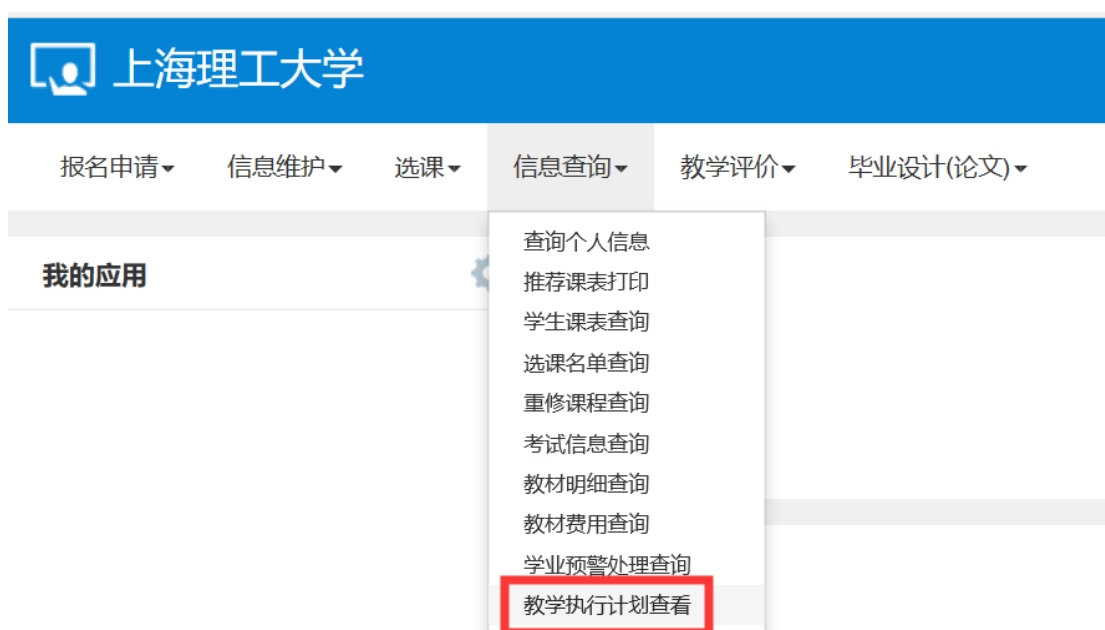 上海理工大学
报名申请 信息维护 选课 信息查询 教学评价 毕业设计(论文)
我的应用
查询个人信息
推荐课表打印
学生课表查询
选课名单查询
重修课程查询
考试信息查询
教材明细查询
教材费用查询
学业预警处理查询
教学执行计划查看